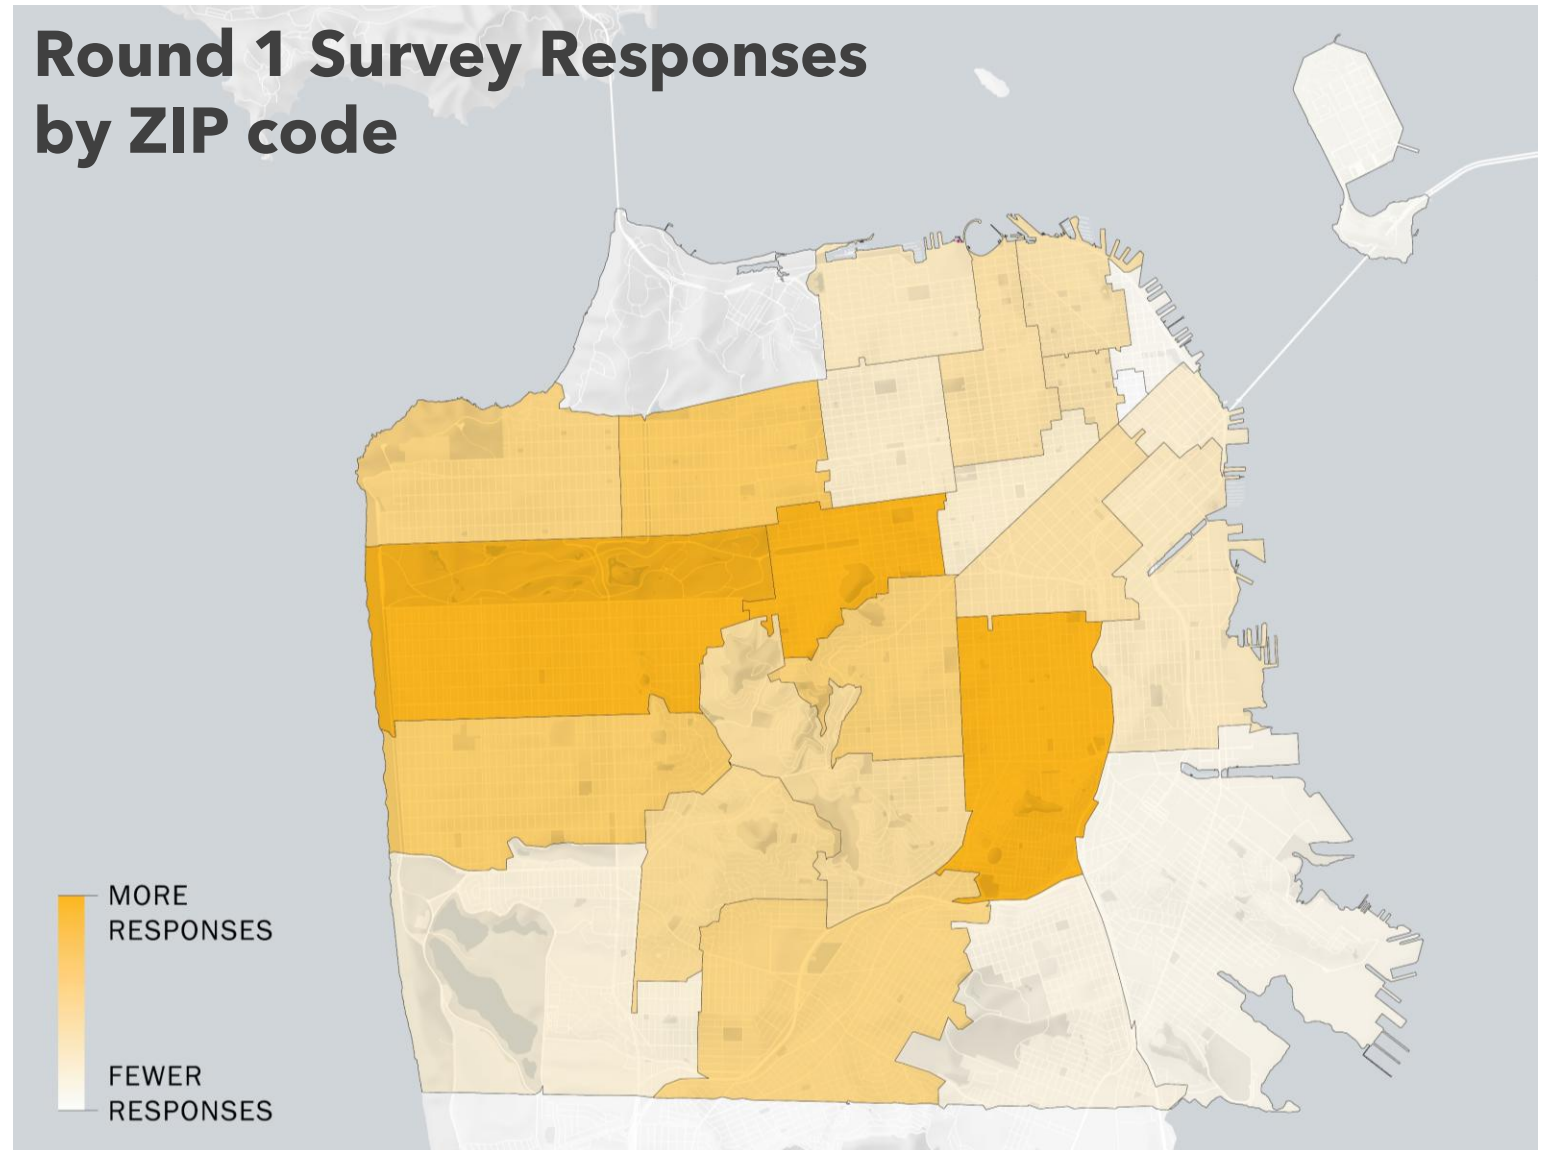 Round 1 Survey Responses
by ZIP code
MORE
RESPONSES
FEWER
RESPONSES